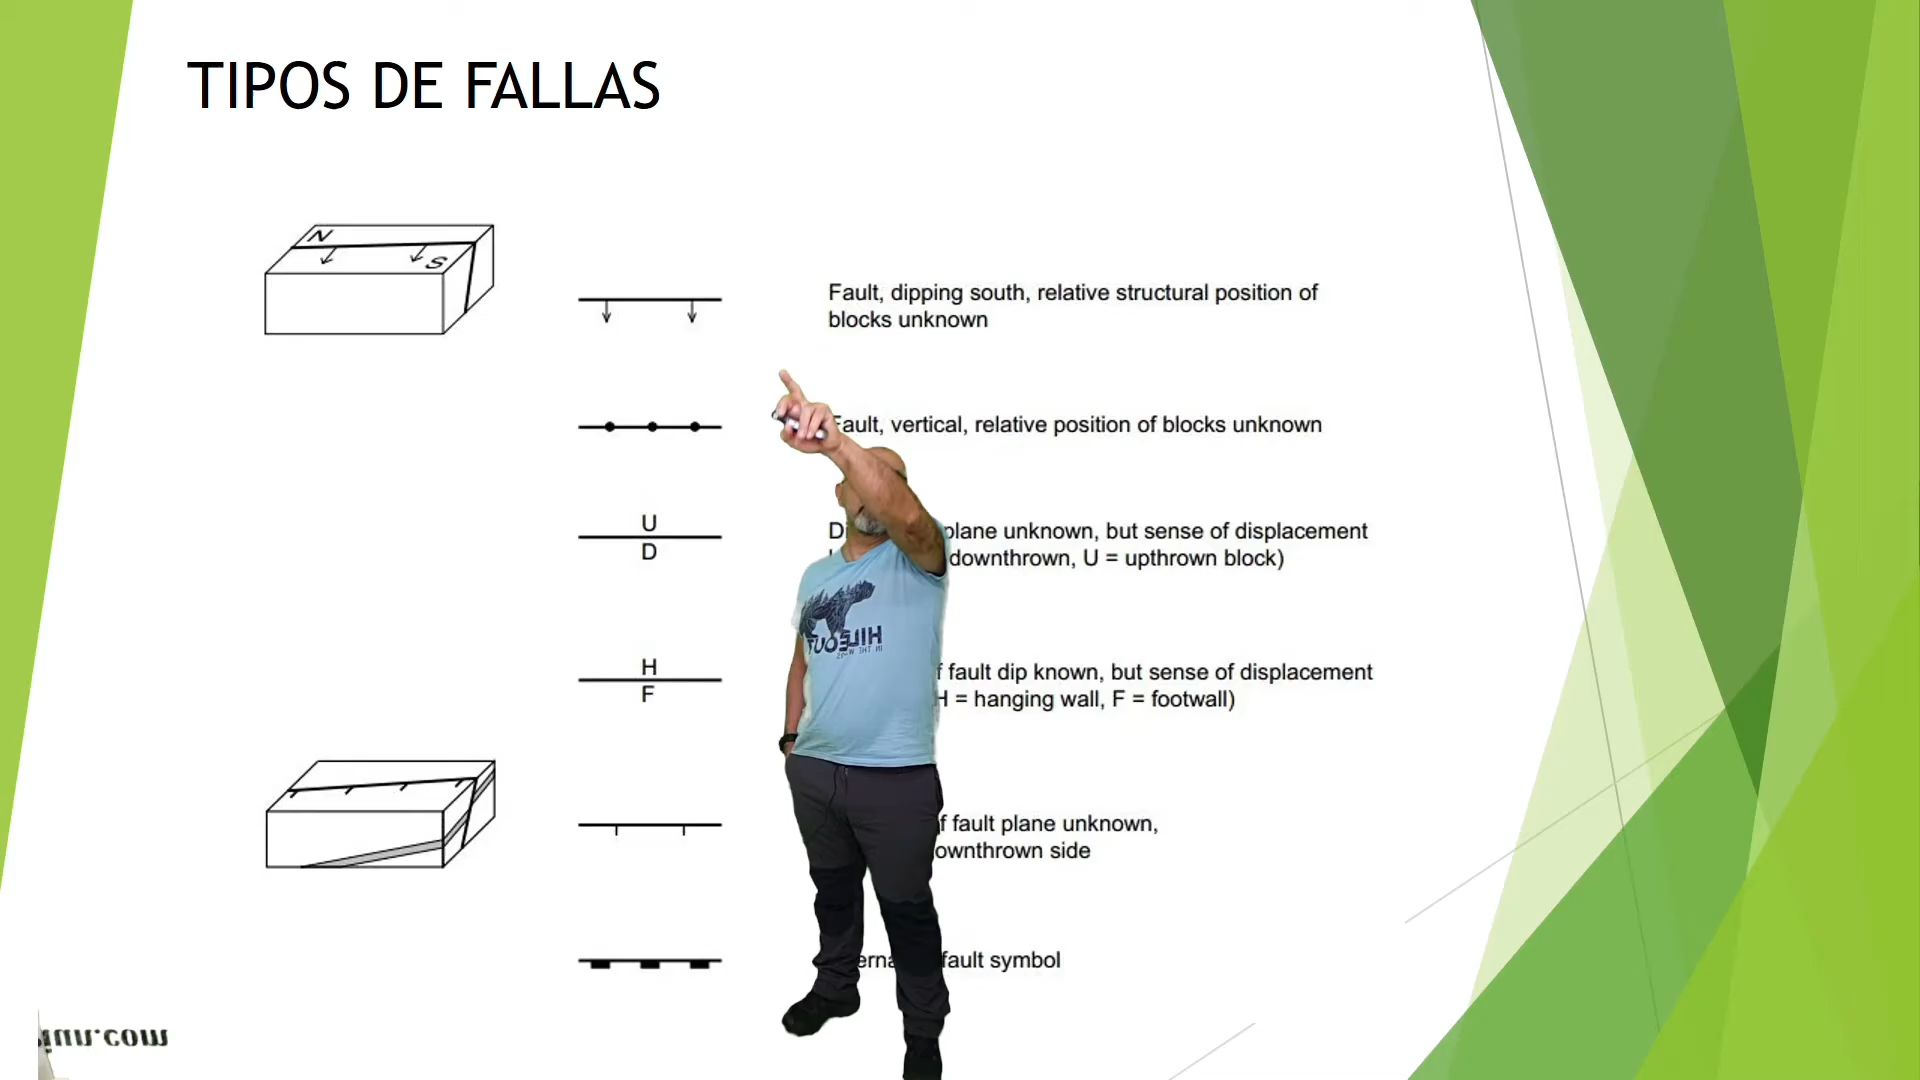 TIPOS DE FALLAS
N
S
Fault, dipping south, relative structural position of
blocks unknown
Fault, vertical, relative position of blocks unknown
U
D
plane unknown, but sense of displacement
downthrown, U = upthrown block)
H
F
fault dip known, but sense of displacement
H = hanging wall, F = footwall)
fault plane unknown,
side
fault symbol
.com